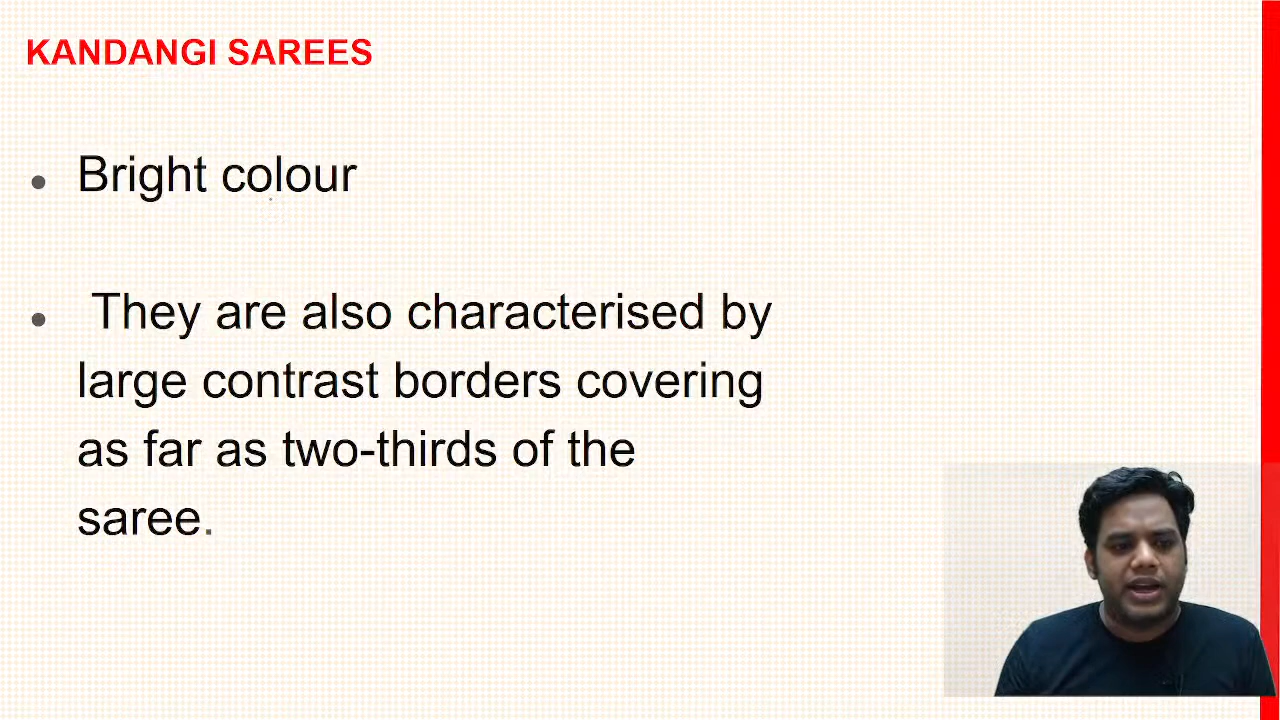 KANDANGI SAREES
Bright colour
They are also characterised by
large contrast borders covering
as far as two-thirds of the
saree.